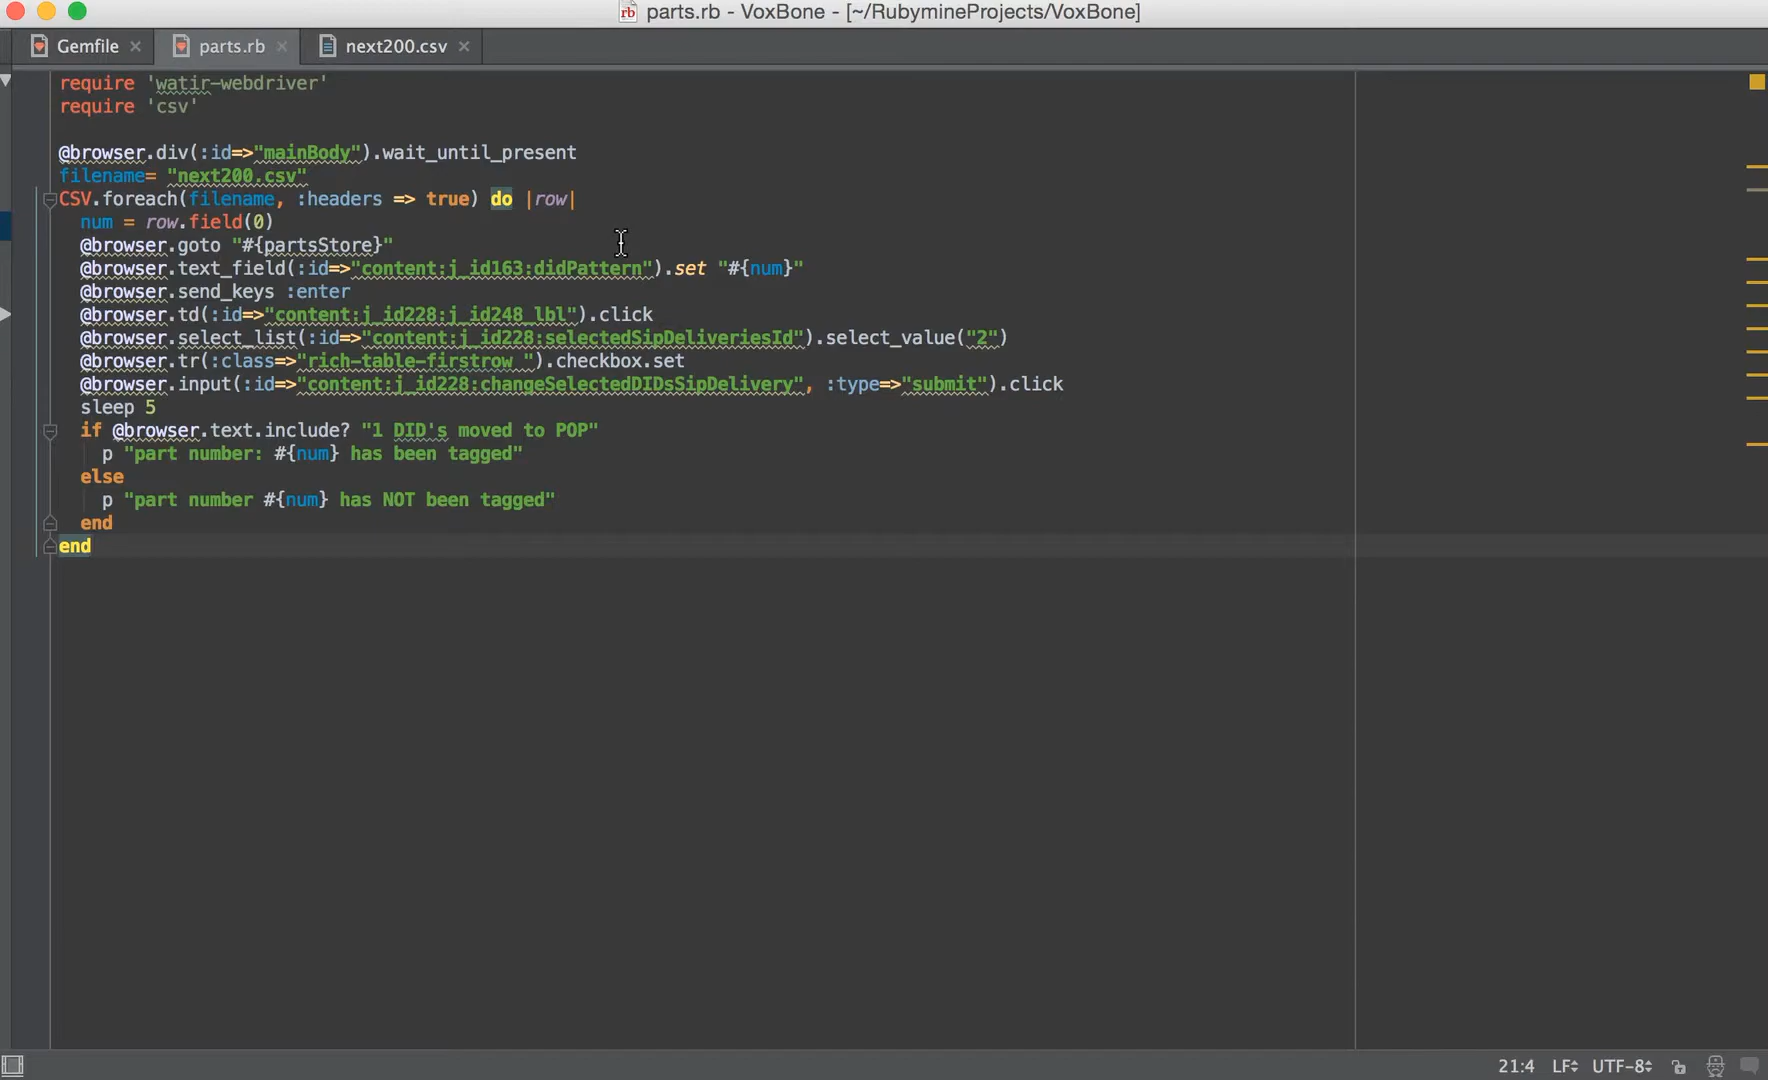 parts.rb - VoxBone - [~/RubymineProjects/VoxBone]
Gemfile parts.rb next200.csv
require 'watir-webdriver'
require 'csv'
@browser.div(:id=>"mainBody").wait_until_present
filename= "next200.csv"
CSV.foreach(filename, :headers => true) do |row|
num = row.field(0)
@browser.goto "#{partsStore}"
@browser.text_field(:id=>"content:j_id163:didPattern").set "#{num}"
@browser.send_keys :enter
@browser.td(:id=>"content:j_id228:j_id248_lbl").click
@browser.select_list(:id=>"content:j_id228:selectedSipDeliveriesId").select_value("2")
@browser.tr(:class=>"rich-table-firstrow ").checkbox.set
@browser.input(:id=>"content:j_id228:changeSelectedDIDsSipDelivery", :type=>"submit").click
sleep 5
if @browser.text.include? "1 DID's moved to POP"
p "part number: #{num} has been tagged"
else
p "part number #{num} has NOT been tagged"
end
end
21:4 LF UTF-8